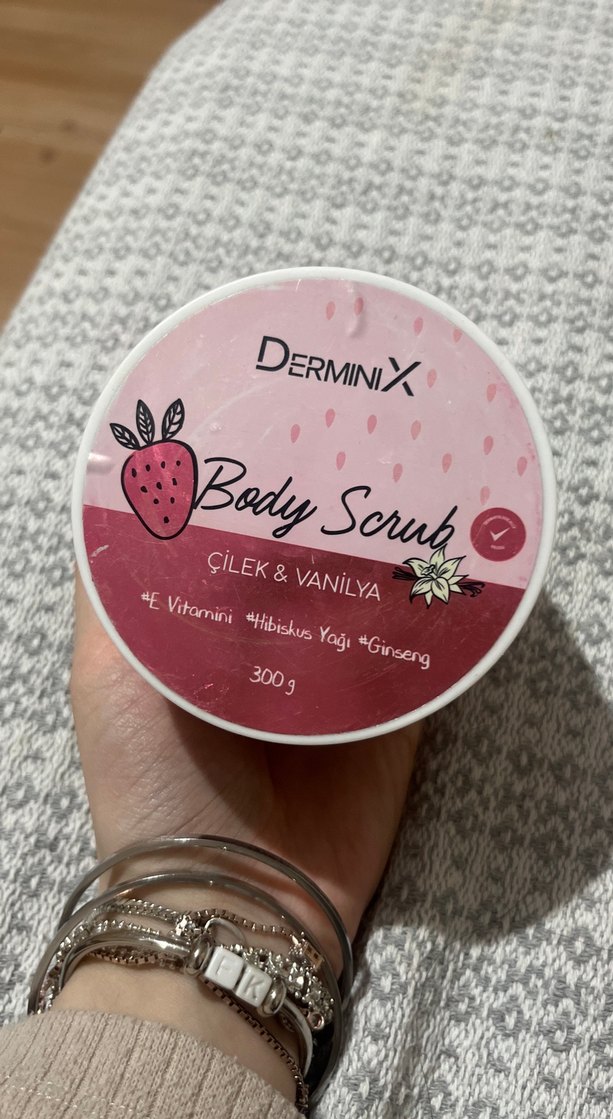 DERMINIX
Body Scrub
ÇİLEK & VANİLYA
#E Vitamini #Hibiskus Yağı #Ginseng
300 g